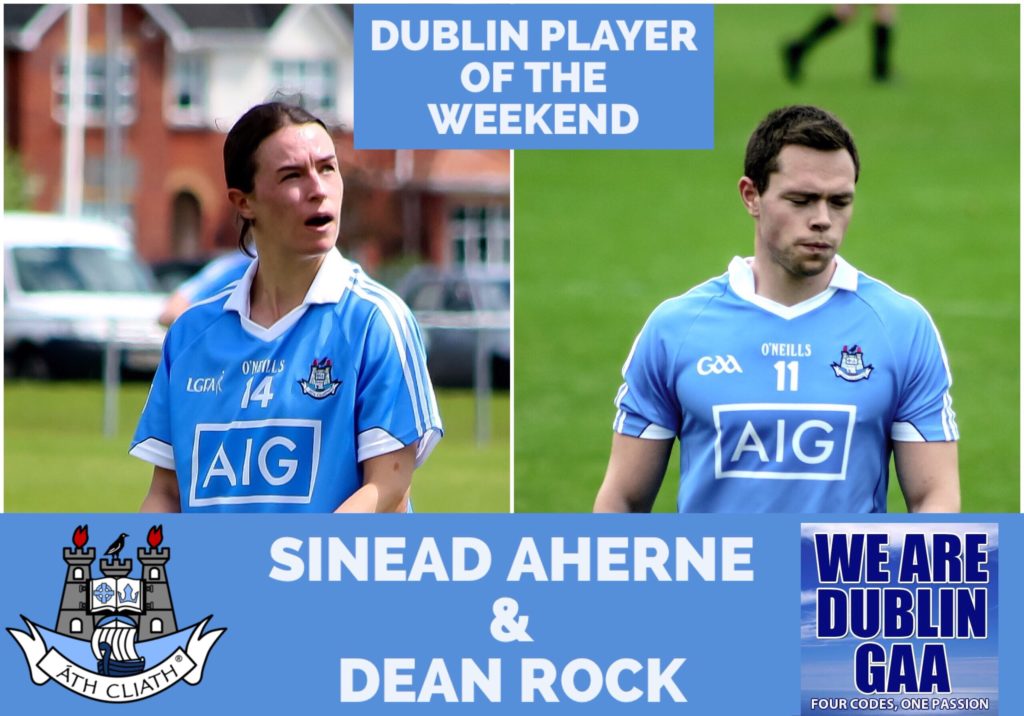 DUBLIN PLAYER
OF THE
WEEKEND
O'NEILLS
LGFA
14
AIG
O'NEILLS
GAA
11
AIG
SINEAD AHERNE
&
DEAN ROCK
ÁTH CLIATH®
WE ARE
DUBLIN
GAA
FOUR CODES, ONE PASSION